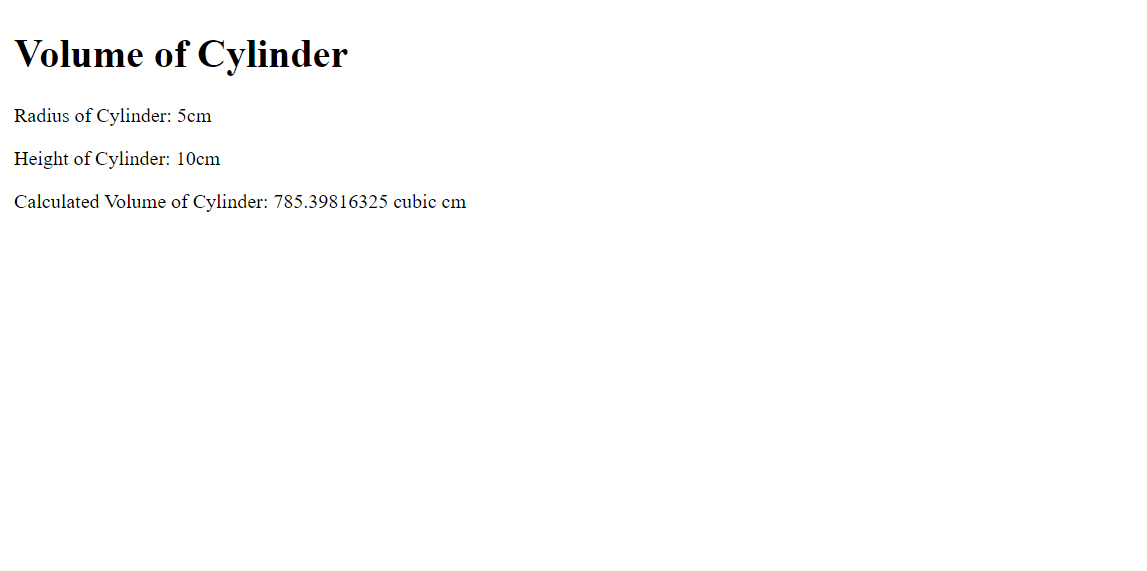 Volume of Cylinder
Radius of Cylinder: 5cm
Height of Cylinder: 10cm
Calculated Volume of Cylinder: 785.39816325 cubic cm